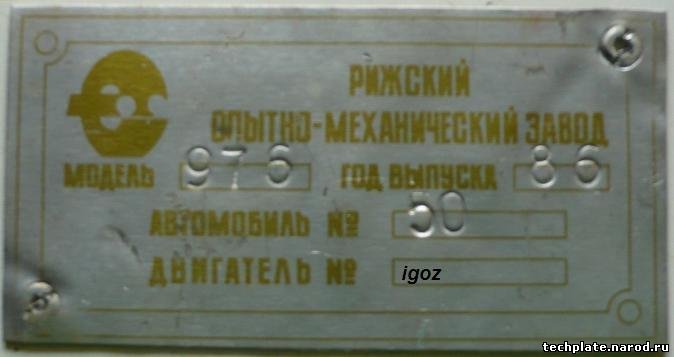 РИЖСКИЙ
ОПЫТНО-МЕХАНИЧЕСКИЙ ЗАВОД
МОДЕЛЬ 976 ГОД ВЫПУСКА 86
АВТОМОБИЛЬ № 50
ДВИГАТЕЛЬ № igoz
techplate.narod.ru